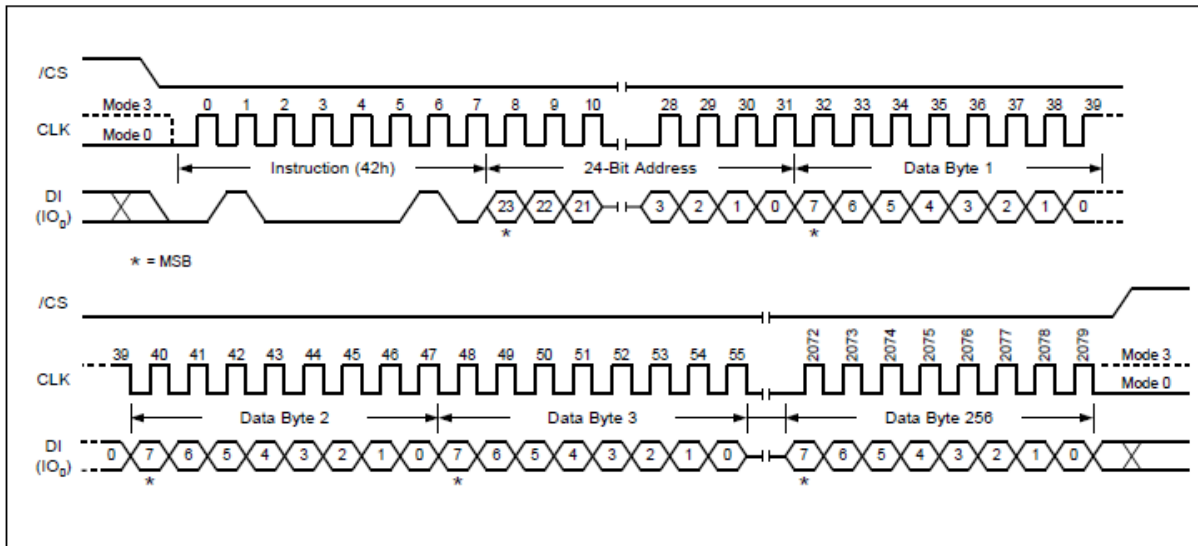 /CS
Mode 3 0 1 2 3 4 5 6 7 8 9 10 28 29 30 31 32 33 34 35 36 37 38 39
CLK Mode 0
Instruction (42h) 24-Bit Address Data Byte 1
DI
(IO0) 23 22 21 3 2 1 0 7 6 5 4 3 2 1 0
* *
* = MSB
/CS
39 40 41 42 43 44 45 46 47 48 49 50 51 52 53 54 55 2072 2073 2074 2075 2076 2077 2078 2079 Mode 3
CLK Mode 0
Data Byte 2 Data Byte 3 Data Byte 256
DI
(IO0) 0 7 6 5 4 3 2 1 0 7 6 5 4 3 2 1 0 7 6 5 4 3 2 1 0
* * *